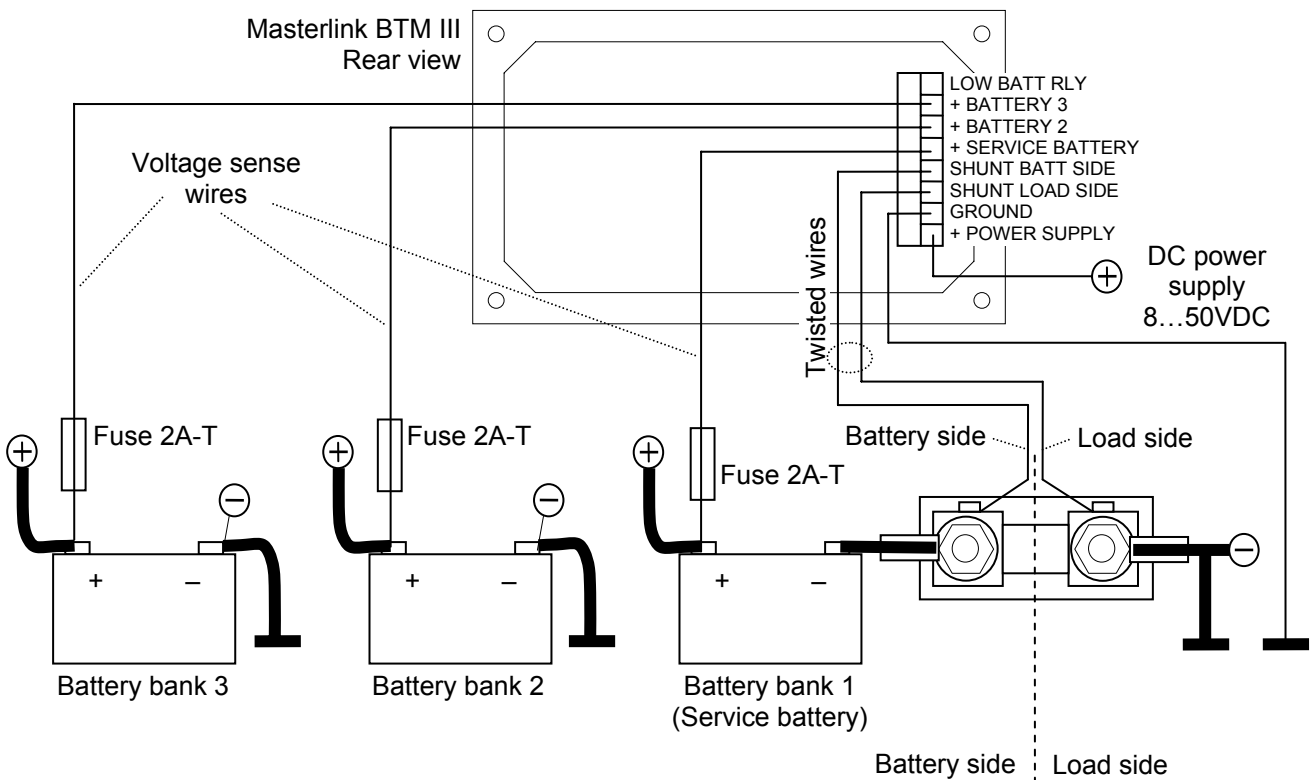 Masterlink BTM III
Rear view
LOW BATT RLY
+ BATTERY 3
+ BATTERY 2
+ SERVICE BATTERY
SHUNT BATT SIDE
SHUNT LOAD SIDE
GROUND
+ POWER SUPPLY
Voltage sense
wires
Twisted wires
+
DC power
supply
8…50VDC
+
Fuse 2A-T
–
+
Fuse 2A-T
–
+
Fuse 2A-T
Battery side
Load side
–
+ –
+ –
+ –
Battery bank 3
Battery bank 2
Battery bank 1
(Service battery)
Battery side
Load side